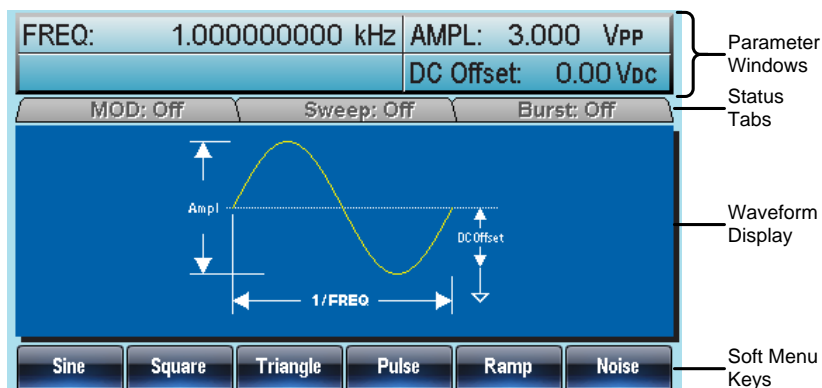 FREQ: 1.000000000 kHz AMPL: 3.000 VPP
DC Offset: 0.00 VDC
MOD: Off Sweep: Off Burst: Off
Ampl
DC Offset
1/FREQ
Sine Square Triangle Pulse Ramp Noise
Parameter
Windows
Status
Tabs
Waveform
Display
Soft Menu
Keys